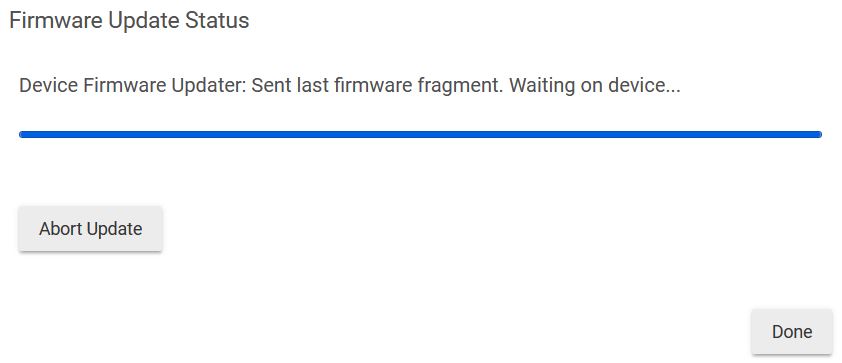 Firmware Update Status
Device Firmware Updater: Sent last firmware fragment. Waiting on device...
Abort Update
Done